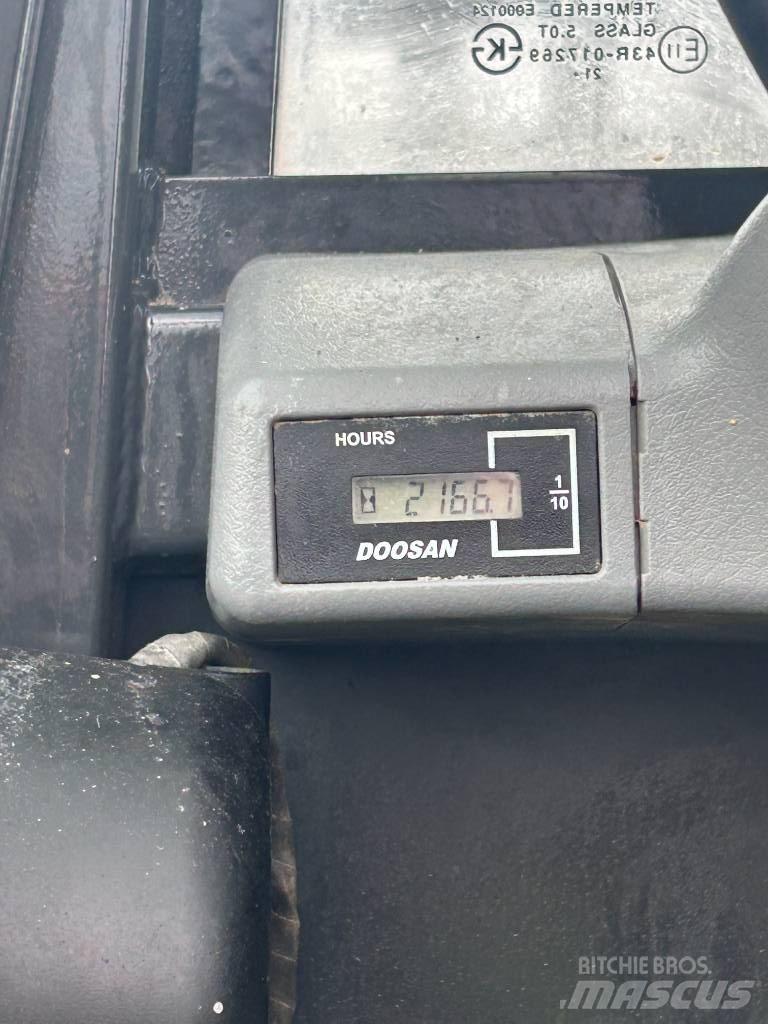 TEMPERED E000124
GLASS 5.0T
43R-017269
E11
K
21
HOURS
2166.7
1
10
DOOSAN
RITCHIE BROS.
MASCUS